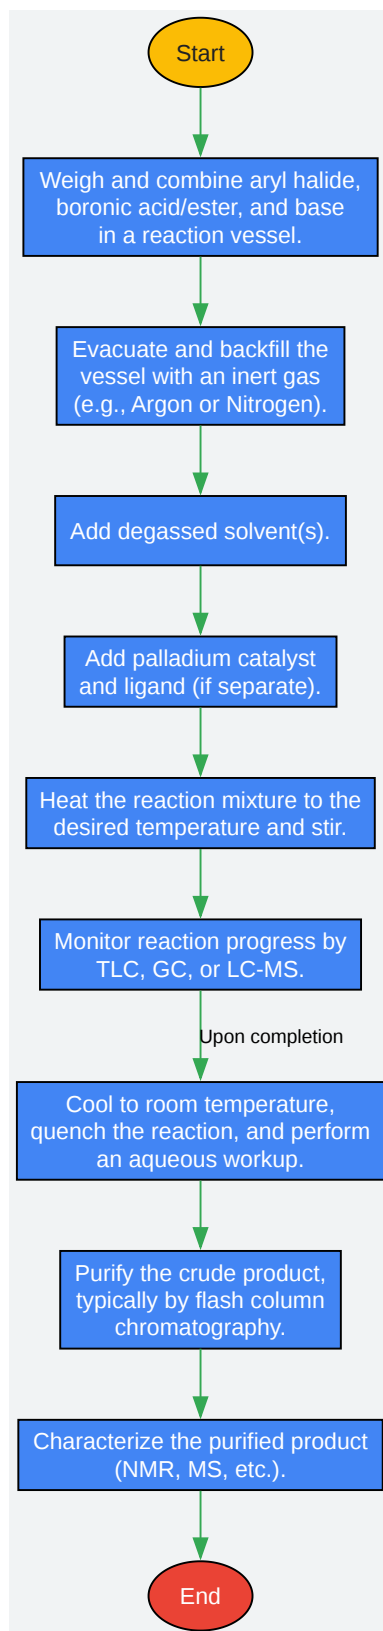 Start
Weigh and combine aryl halide,
boronic acid/ester, and base
in a reaction vessel.
Evacuate and backfill the
vessel with an inert gas
(e.g., Argon or Nitrogen).
Add degassed solvent(s).
Add palladium catalyst
and ligand (if separate).
Heat the reaction mixture to the
desired temperature and stir.
Monitor reaction progress by
TLC, GC, or LC-MS.
Upon completion
Cool to room temperature,
quench the reaction, and perform
an aqueous workup.
Purify the crude product,
typically by flash column
chromatography.
Characterize the purified product
(NMR, MS, etc.).
End